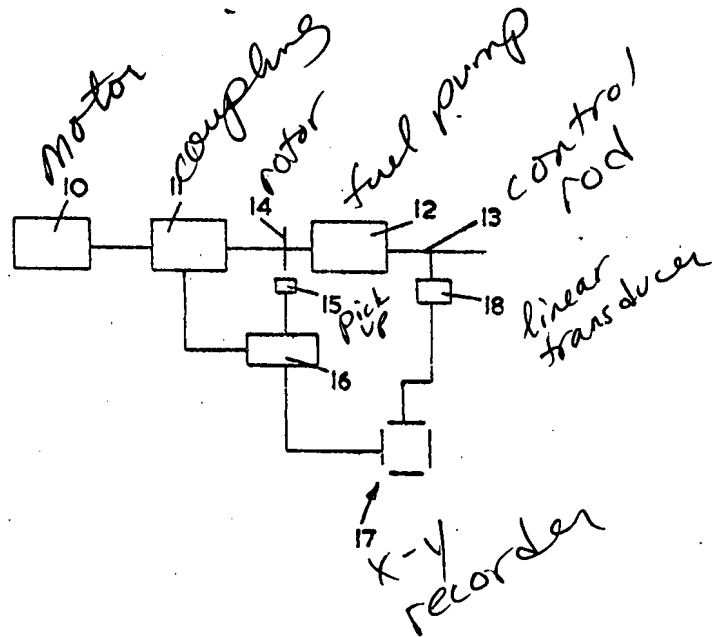 Motor
coupling
rotor
fuel pump
control
rod
10
11
14
12
13
15
pick
up
18
linear
transducer
16
17
x-y
recorder